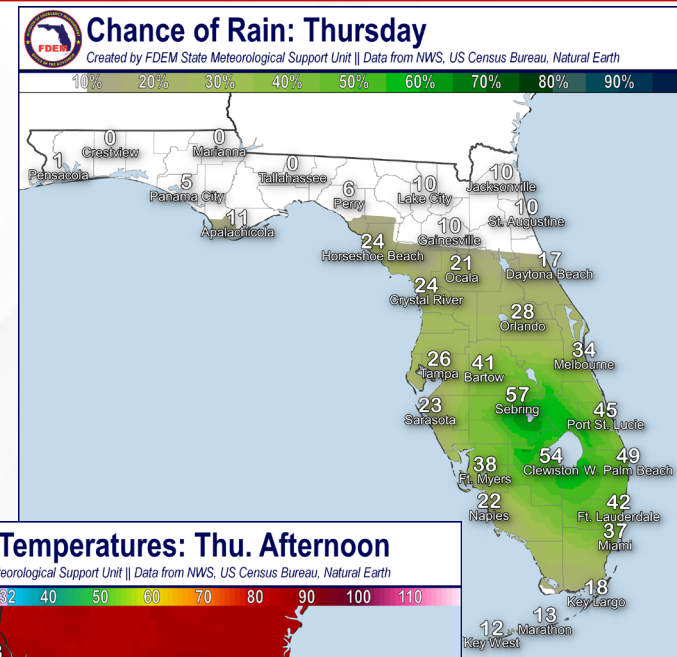 Chance of Rain: Thursday
FDEM
Created by FDEM State Meteorological Support Unit || Data from NWS, US Census Bureau, Natural Earth
10% 20% 30% 40% 50% 60% 70% 80% 90%
0
Crestview
0
Marianna
1
Pensacola
0
Tallahassee
5
Panama City
6
Perry
10
Lake City
10
Jacksonville
11
Apalachicola
10
St. Augustine
10
Gainesville
24
Horseshoe Beach
21
Ocala
17
Daytona Beach
24
Crystal River
28
Orlando
26
Tampa
41
Bartow
34
Melbourne
57
Sebring
23
Sarasota
45
Port St. Lucie
38
Ft. Myers
54
Clewiston
49
W. Palm Beach
22
Naples
42
Ft. Lauderdale
37
Miami
18
Key Largo
13
Marathon
12
Key West
Temperatures: Thu. Afternoon
eorological Support Unit || Data from NWS, US Census Bureau, Natural Earth
32 40 50 60 70 80 90 100 110